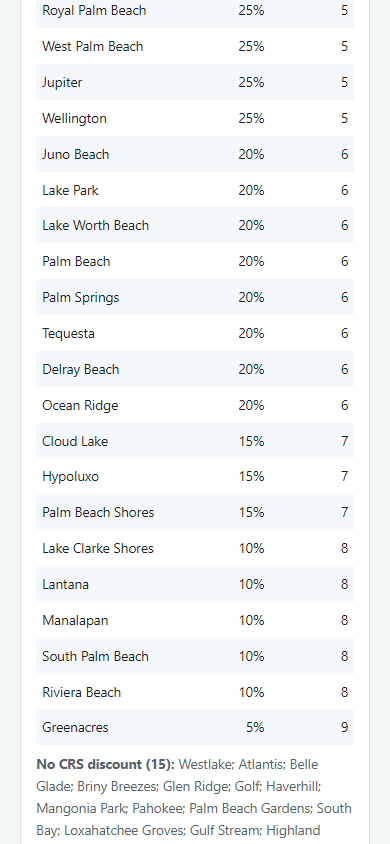 Royal Palm Beach 25% 5
West Palm Beach 25% 5
Jupiter 25% 5
Wellington 25% 5
Juno Beach 20% 6
Lake Park 20% 6
Lake Worth Beach 20% 6
Palm Beach 20% 6
Palm Springs 20% 6
Tequesta 20% 6
Delray Beach 20% 6
Ocean Ridge 20% 6
Cloud Lake 15% 7
Hypoluxo 15% 7
Palm Beach Shores 15% 7
Lake Clarke Shores 10% 8
Lantana 10% 8
Manalapan 10% 8
South Palm Beach 10% 8
Riviera Beach 10% 8
Greenacres 5% 9
No CRS discount (15): Westlake; Atlantis; Belle
Glade; Briny Breezes; Glen Ridge; Golf; Haverhill;
Mangonia Park; Pahokee; Palm Beach Gardens; South
Bay; Loxahatchee Groves; Gulf Stream; Highland